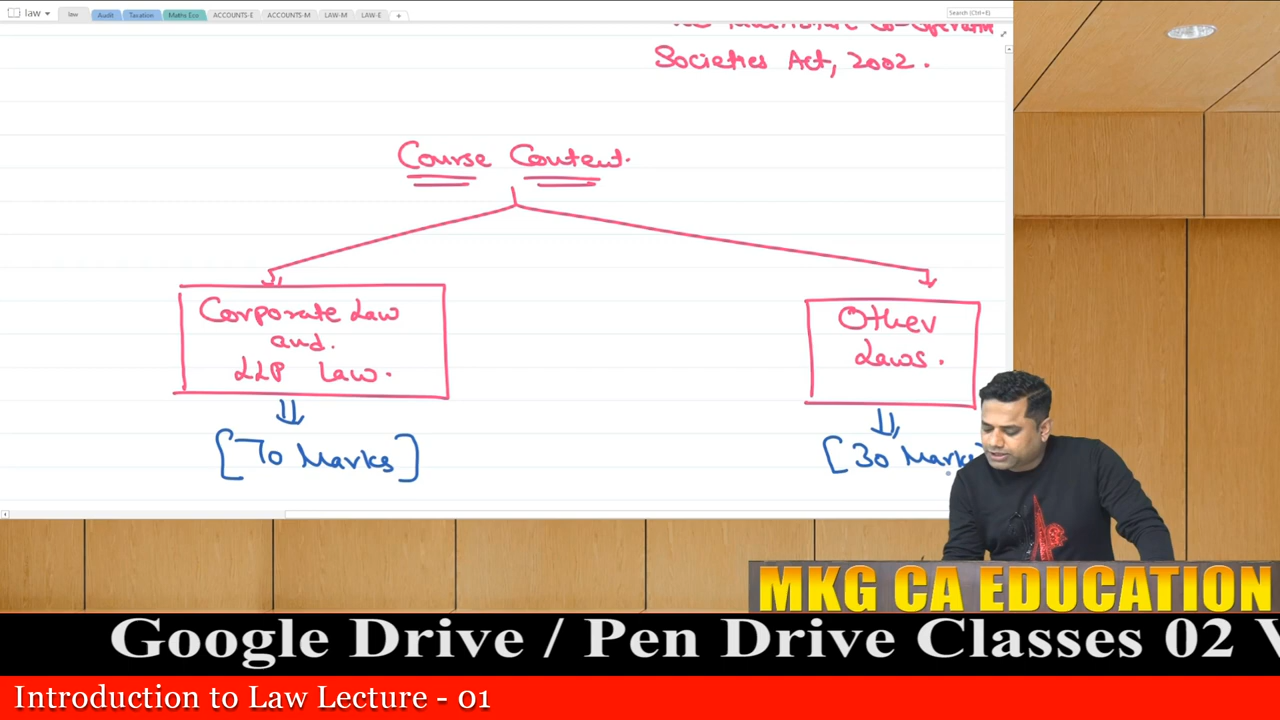 law
law
Audit
Taxation
Maths Eco
ACCOUNTS-E
ACCOUNTS-M
LAW-M
LAW-E
Search (Ctrl+E)
Societies Act, 2002.
Course Content.
Corporate Law
and.
LLP Law.
Other
Laws.
[70 Marks]
[30 Marks
MKG CA EDUCATION
Google Drive / Pen Drive Classes 02 V
Introduction to Law Lecture - 01